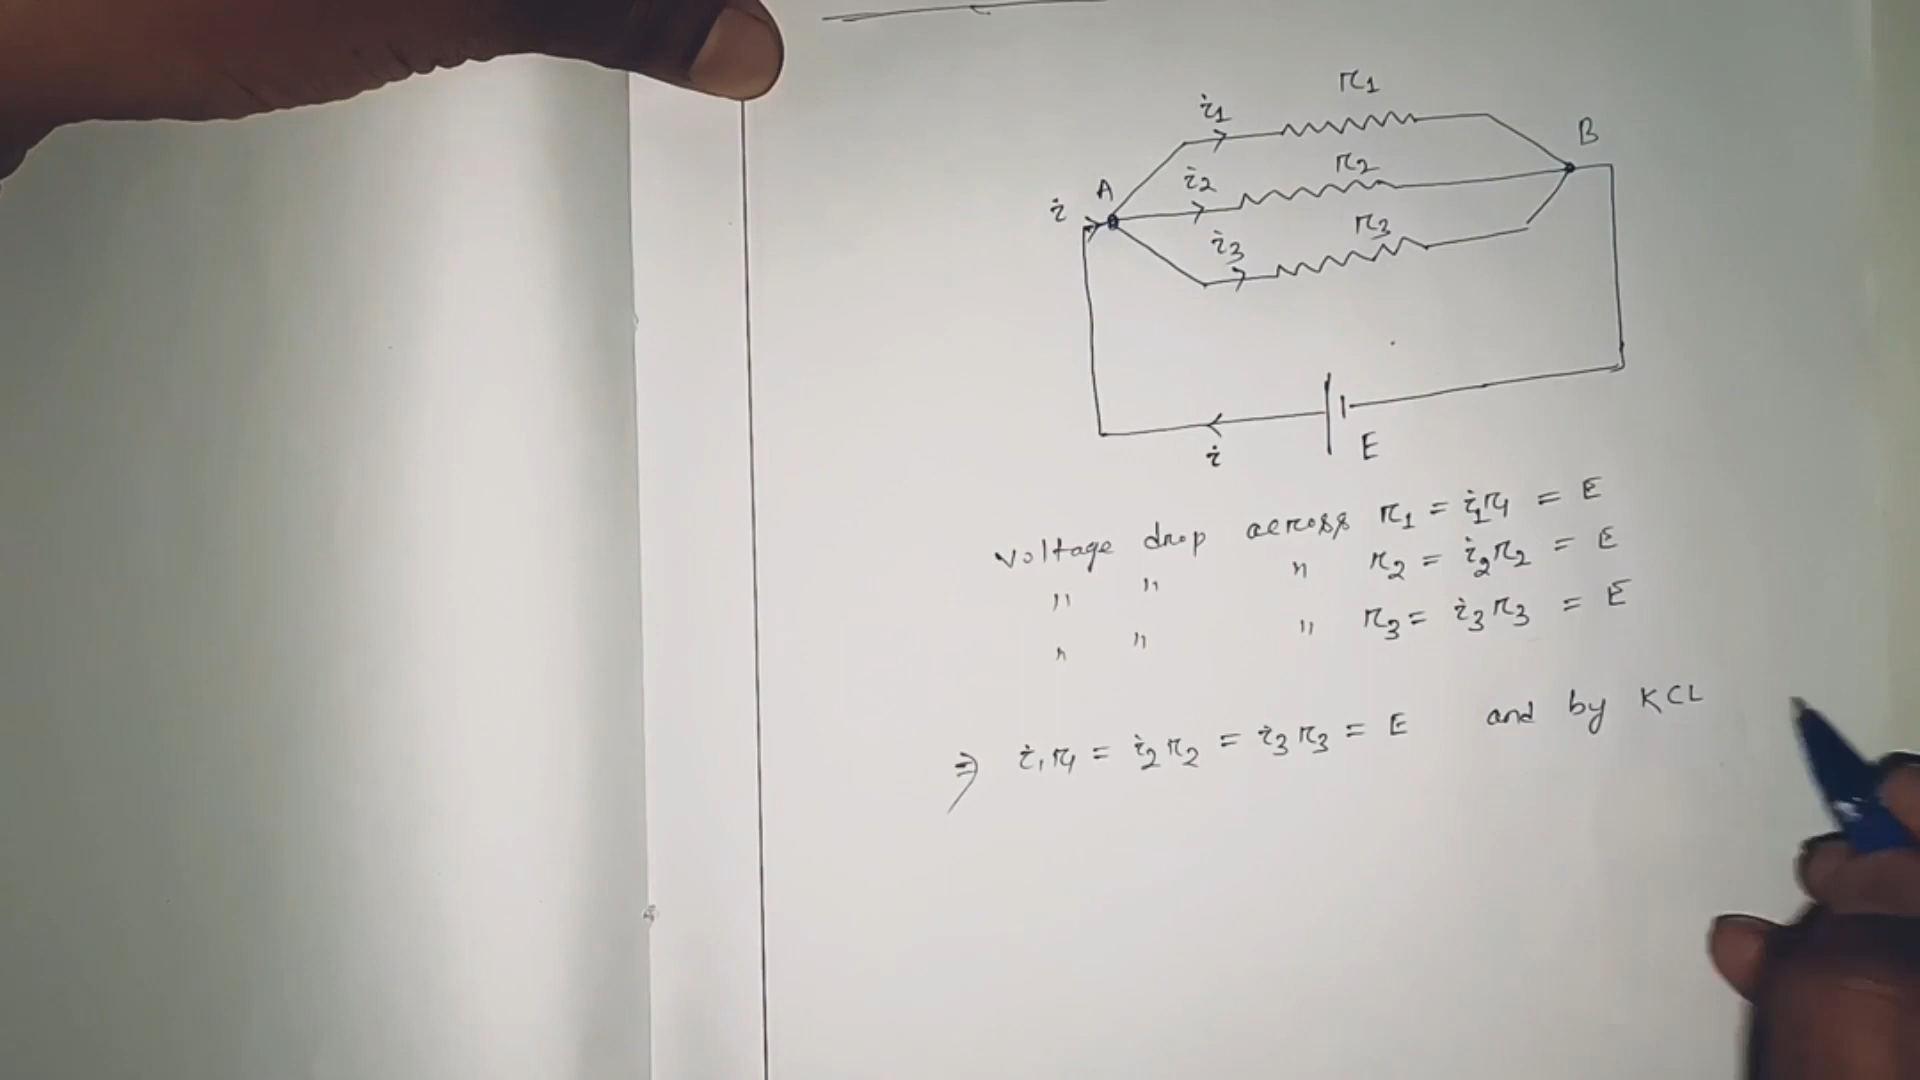 r1
i1
B
r2
i2
A
i
r3
i3
E
i
voltage drop across r1 = i1r1 = E
" " " r2 = i2r2 = E
" " " r3 = i3r3 = E
⇒ i1r1 = i2r2 = i3r3 = E and by KCL